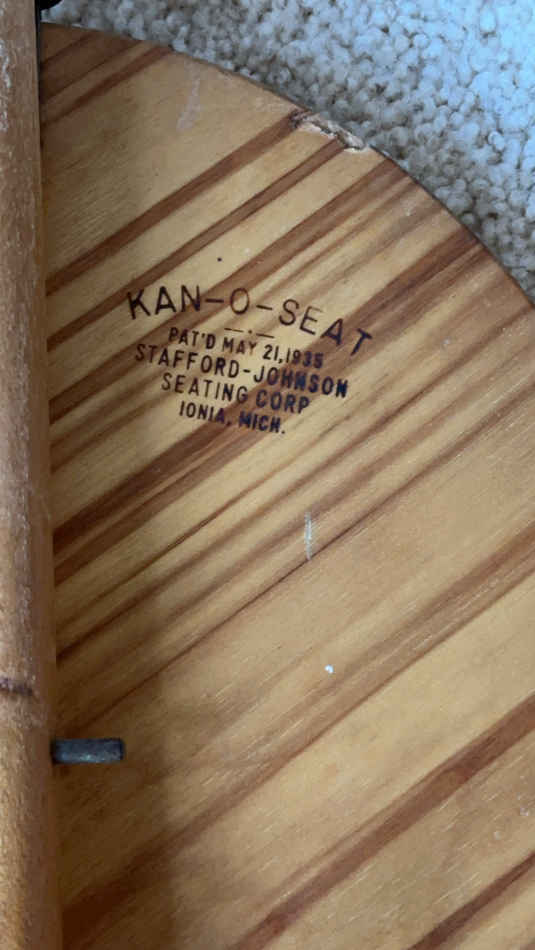 KAN-O-SEAT
PAT'D MAY 21, 1935
STAFFORD-JOHNSON
SEATING CORP
IONIA, MICH.